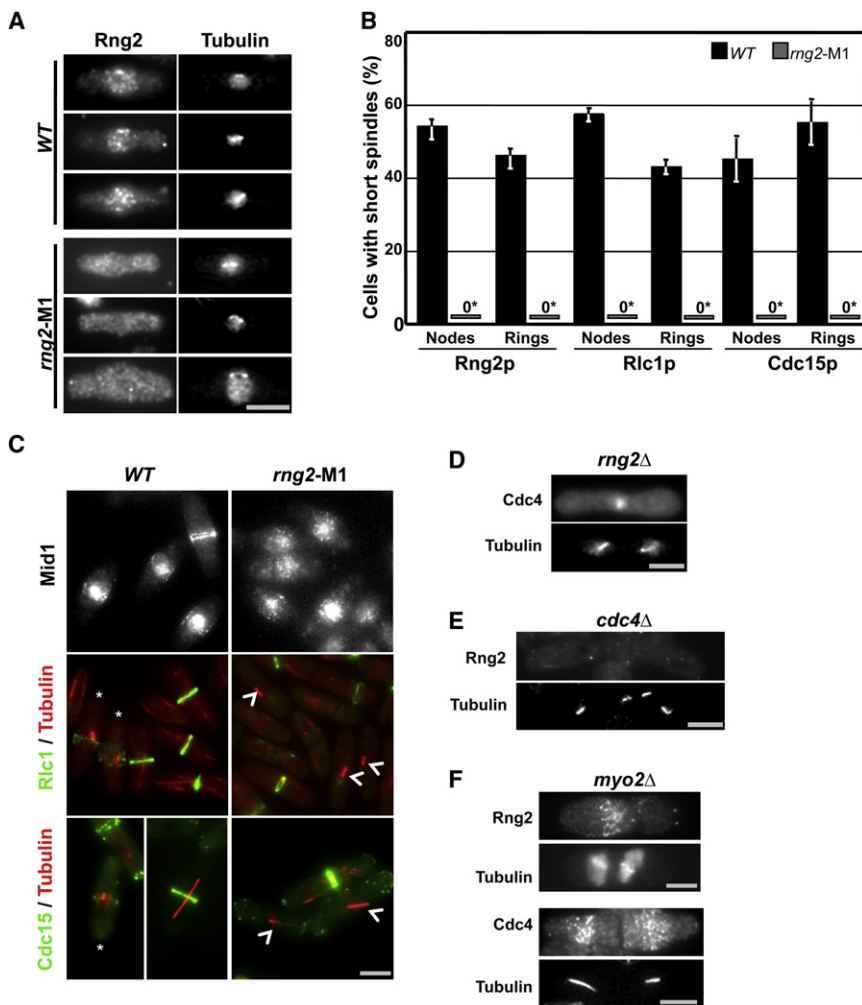 A
Rng2 Tubulin
WT
rng2-M1
B
Cells with short spindles (%)
80
60
40
20
0
WT rng2-M1
0* 0* 0* 0* 0* 0*
Nodes Rings Nodes Rings Nodes Rings
Rng2p Rlc1p Cdc15p
C
WT rng2-M1
Mid1
Rlc1 / Tubulin
* *
Cdc15 / Tubulin
*
D
rng2Δ
Cdc4
Tubulin
E
cdc4Δ
Rng2
Tubulin
F
myo2Δ
Rng2
Tubulin
Cdc4
Tubulin